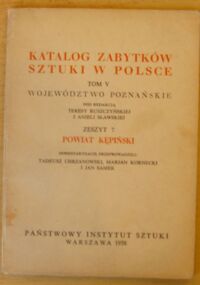 KATALOG ZABYTKÓW
SZTUKI W POLSCE
TOM V
WOJEWÓDZTWO POZNAŃSKIE
POD REDAKCJĄ
TERESY RUSZCZYŃSKIEJ
I ANIELI SŁAWSKIEJ
ZESZYT 7
POWIAT KĘPIŃSKI
INWENTARYZACJĘ PRZEPROWADZILI
TADEUSZ CHRZANOWSKI, MARIAN KORNECKI
I JAN SAMEK
PAŃSTWOWY INSTYTUT SZTUKI
WARSZAWA 1958